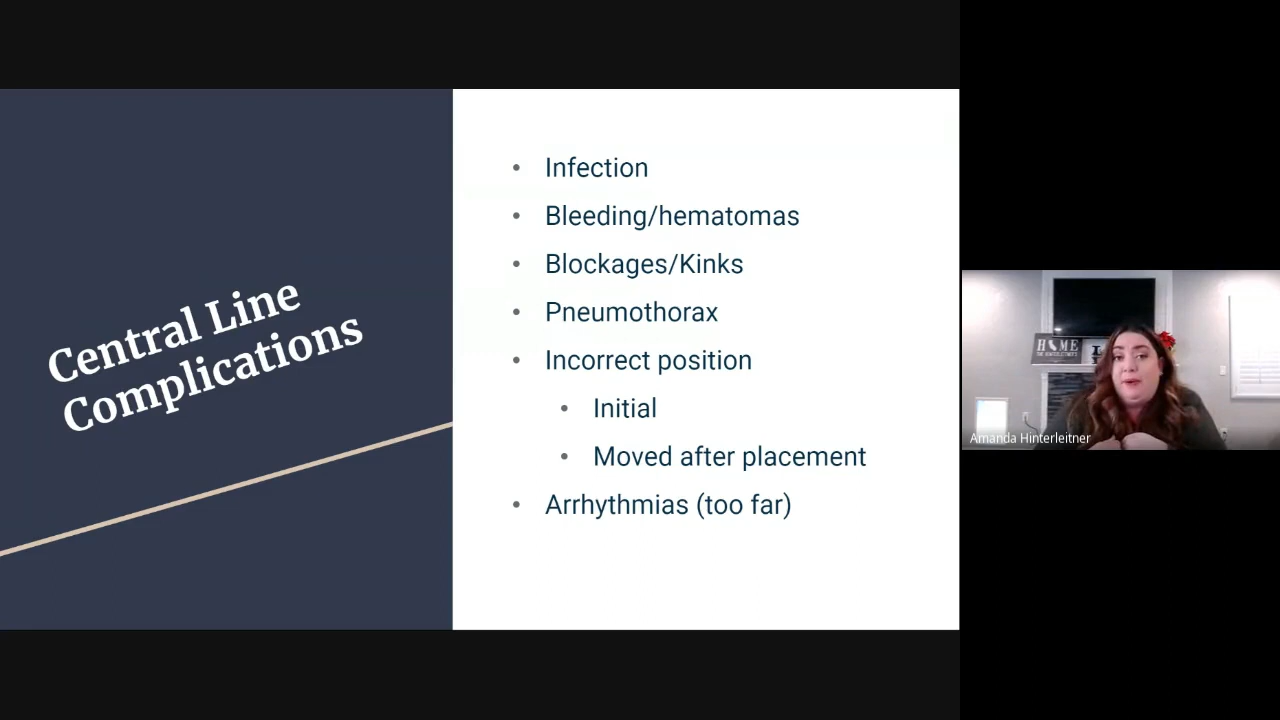 Central Line
Complications
• Infection
• Bleeding/hematomas
• Blockages/Kinks
• Pneumothorax
• Incorrect position
• Initial
• Moved after placement
• Arrhythmias (too far)
HOME
Amanda Hinterleitner